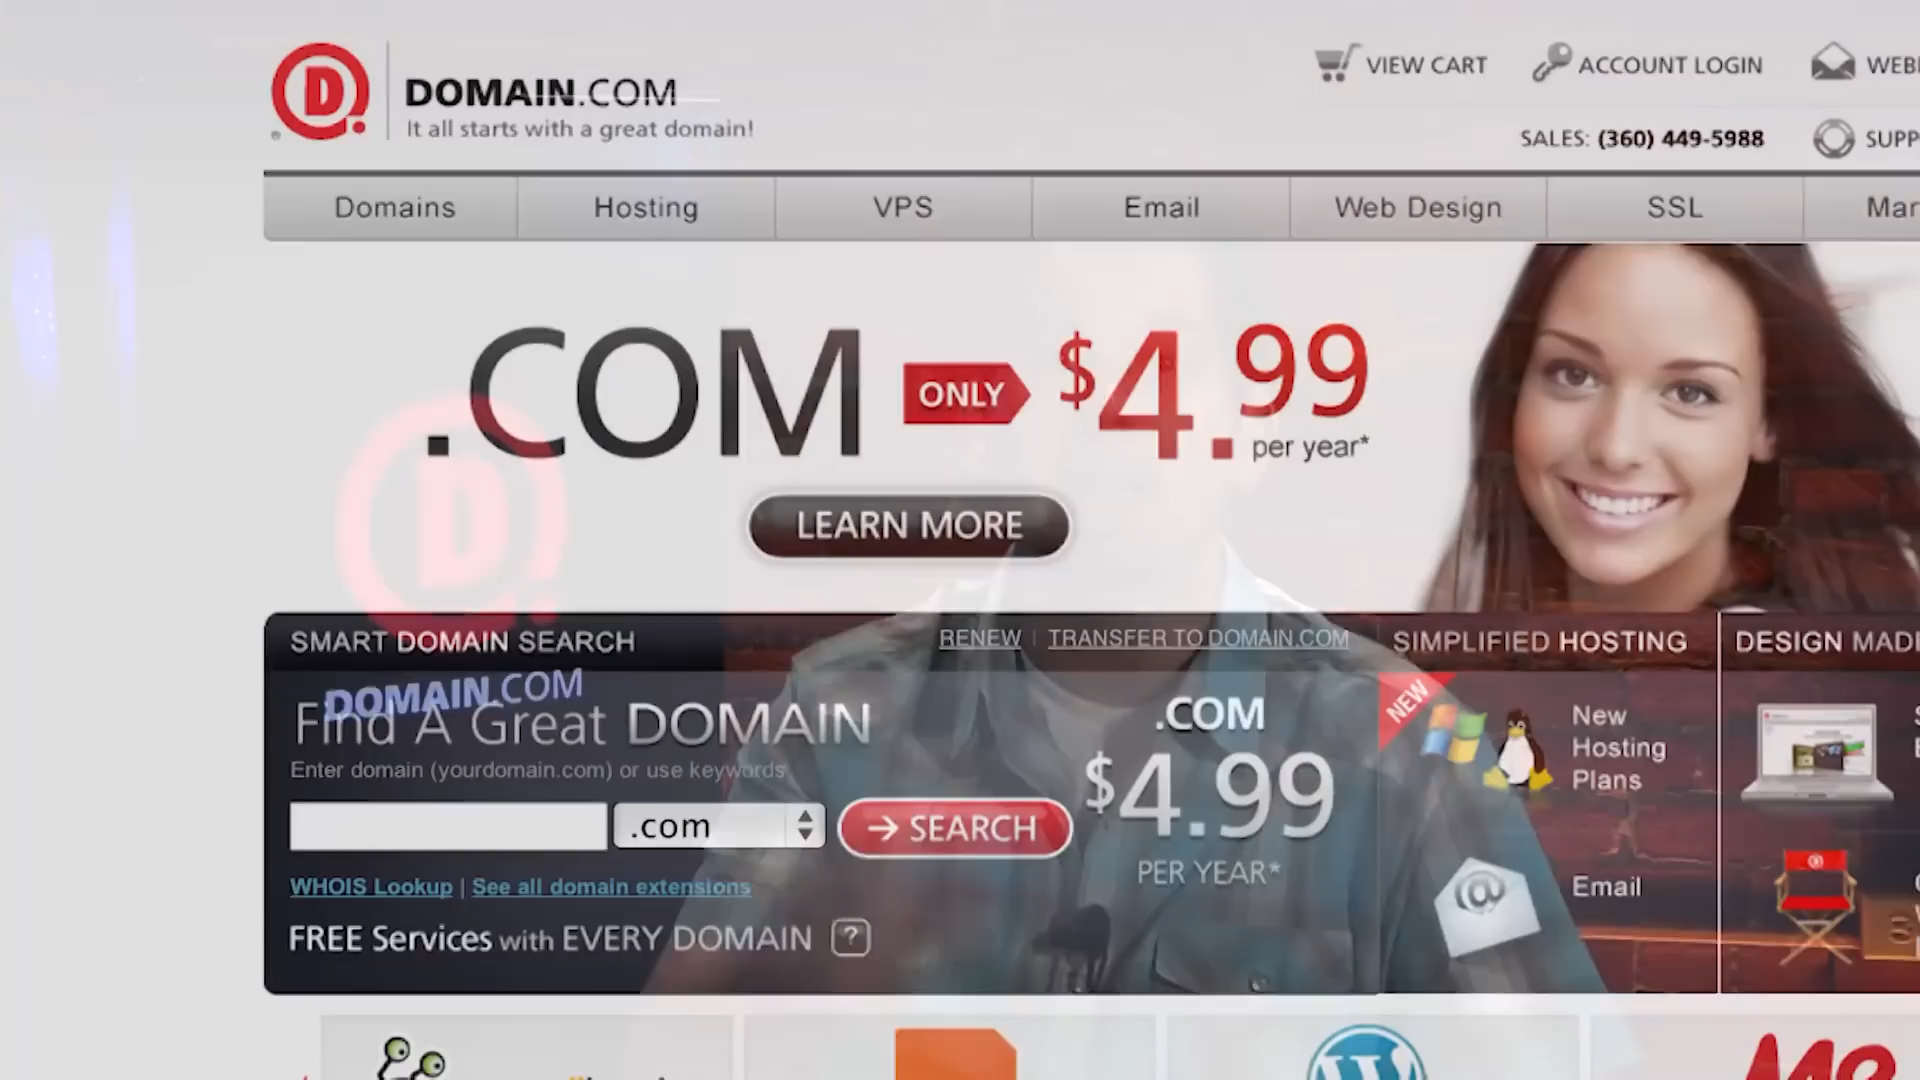 VIEW CART
ACCOUNT LOGIN
DOMAIN.COM
It all starts with a great domain!
SALES: (360) 449-5988
Domains
Hosting
VPS
Email
Web Design
SSL
.COM ONLY $4.99
per year*
LEARN MORE
SMART DOMAIN SEARCH
RENEW | TRANSFER TO DOMAIN.COM
SIMPLIFIED HOSTING
DESIGN
DOMAIN.COM
Find A Great DOMAIN
Enter domain (yourdomain.com) or use keywords
.com
SEARCH
.COM
$4.99
PER YEAR*
NEW
New
Hosting
Plans
Email
WHOIS Lookup | See all domain extensions
FREE Services with EVERY DOMAIN ?